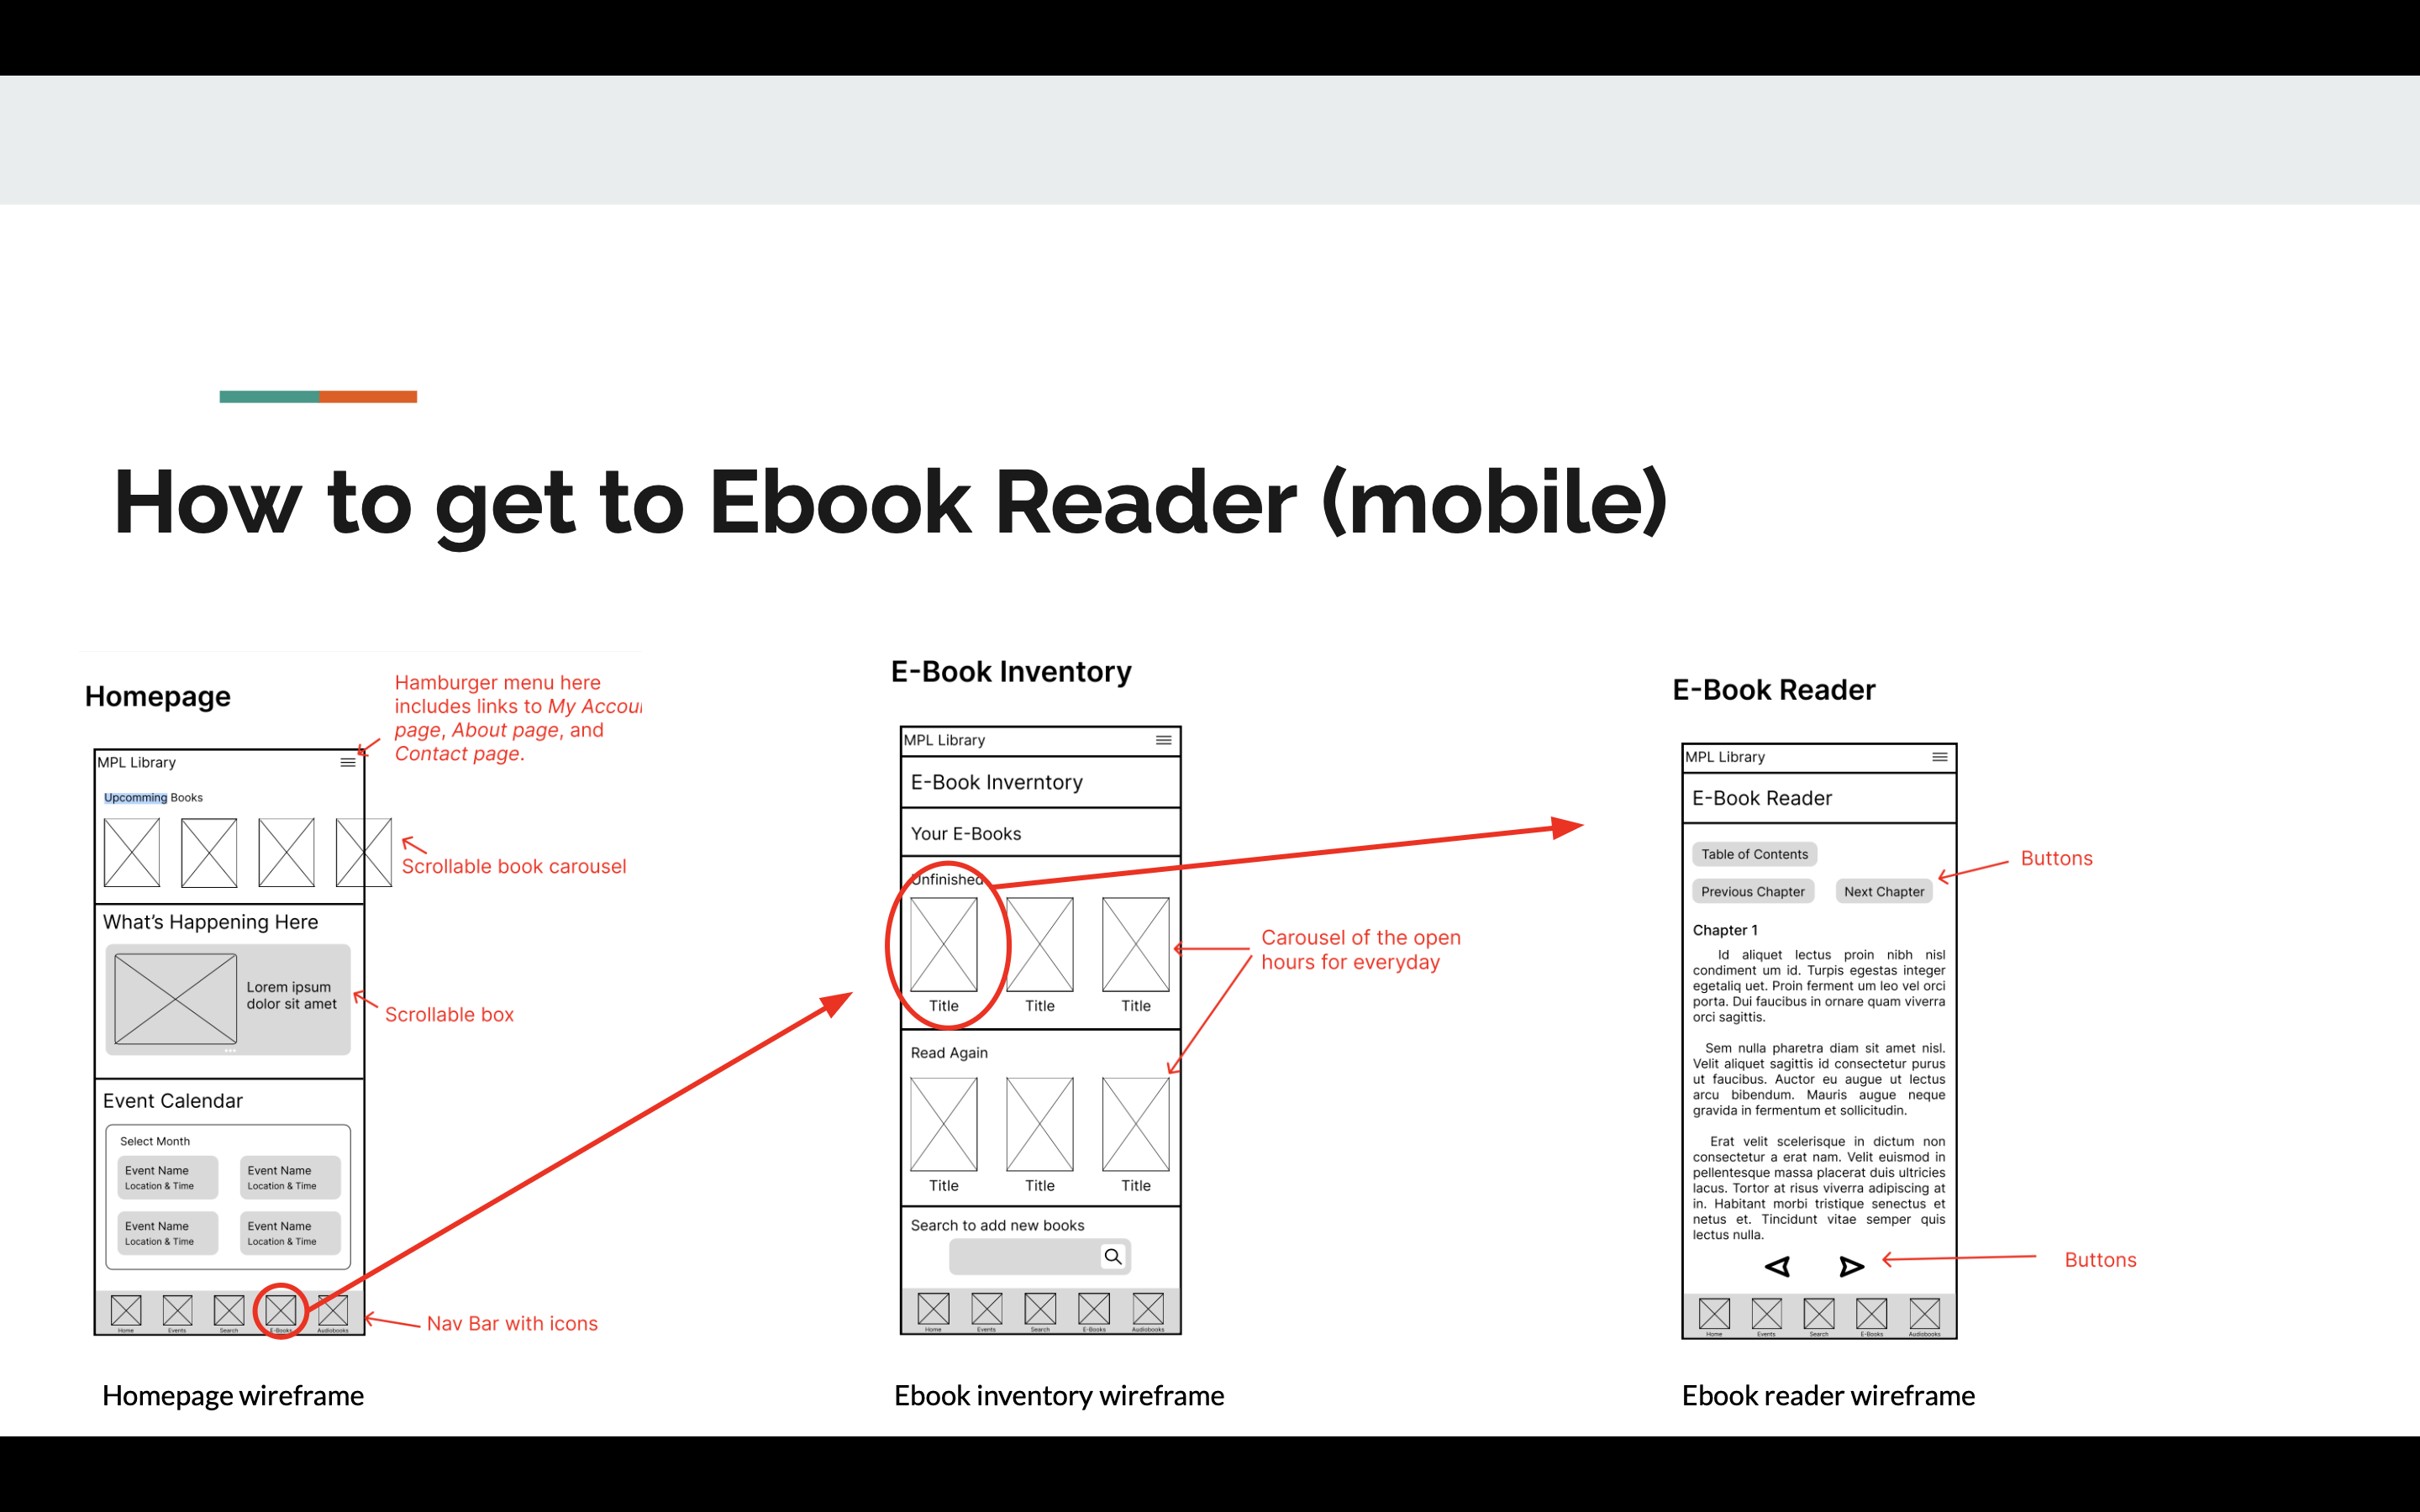 How to get to Ebook Reader (mobile)
Homepage
Hamburger menu here
includes links to My Accou
page, About page, and
Contact page.
MPL Library
Upcomming Books
Scrollable book carousel
What's Happening Here
Lorem ipsum
dolor sit amet
Scrollable box
Event Calendar
Select Month
Event Name
Location & Time
Event Name
Location & Time
Event Name
Location & Time
Event Name
Location & Time
Home Events Search E-Books Audiobooks
Nav Bar with icons
Homepage wireframe
E-Book Inventory
MPL Library
E-Book Inverntory
Your E-Books
Unfinished
Title Title Title
Carousel of the open
hours for everyday
Read Again
Title Title Title
Search to add new books
Home Events Search E-Books Audiobooks
Ebook inventory wireframe
E-Book Reader
MPL Library
E-Book Reader
Table of Contents
Previous Chapter Next Chapter
Buttons
Chapter 1
Id aliquet lectus proin nibh nisl
condiment um id. Turpis egestas integer
egetaliq uet. Proin ferment um leo vel orci
porta. Dui faucibus in ornare quam viverra
orci sagittis.
Sem nulla pharetra diam sit amet nisl.
Velit aliquet sagittis id consectetur purus
ut faucibus. Auctor eu augue ut lectus
arcu bibendum. Mauris augue neque
gravida in fermentum et sollicitudin.
Erat velit scelerisque in dictum non
consectetur a erat nam. Velit euismod in
pellentesque massa placerat duis ultricies
lacus. Tortor at risus viverra adipiscing at
in. Habitant morbi tristique senectus et
netus et. Tincidunt vitae semper quis
lectus nulla.
Buttons
Home Events Search E-Books Audiobooks
Ebook reader wireframe